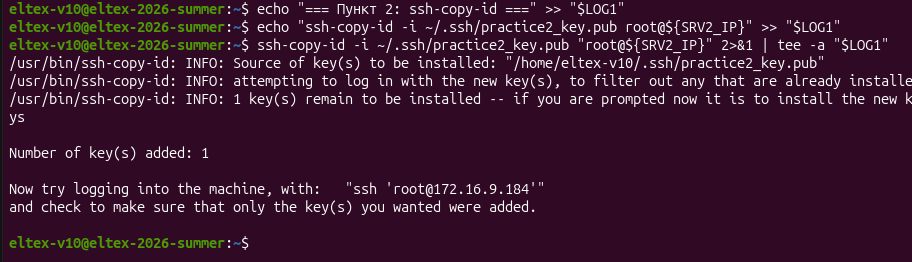 eltex-v10@eltex-2026-summer:~$ echo "=== Пункт 2: ssh-copy-id ===" >> "$LOG1"
eltex-v10@eltex-2026-summer:~$ echo "ssh-copy-id -i ~/.ssh/practice2_key.pub root@${SRV2_IP}" >> "$LOG1"
eltex-v10@eltex-2026-summer:~$ ssh-copy-id -i ~/.ssh/practice2_key.pub "root@${SRV2_IP}" 2>&1 | tee -a "$LOG1"
/usr/bin/ssh-copy-id: INFO: Source of key(s) to be installed: "/home/eltex-v10/.ssh/practice2_key.pub"
/usr/bin/ssh-copy-id: INFO: attempting to log in with the new key(s), to filter out any that are already installe
/usr/bin/ssh-copy-id: INFO: 1 key(s) remain to be installed -- if you are prompted now it is to install the new k
ys
Number of key(s) added: 1
Now try logging into the machine, with:   "ssh 'root@172.16.9.184'"
and check to make sure that only the key(s) you wanted were added.
eltex-v10@eltex-2026-summer:~$